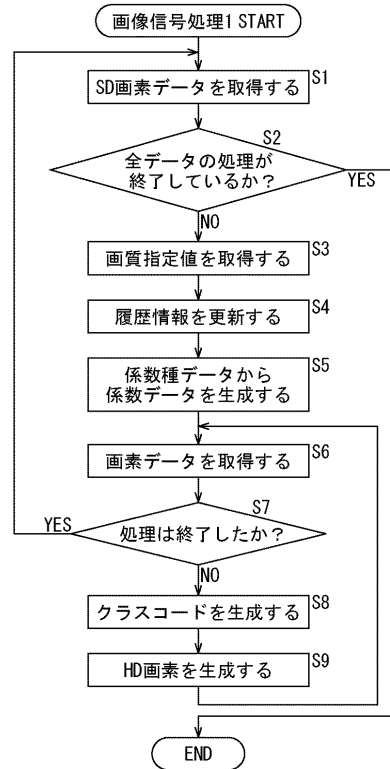 画像信号処理1 START
SD画素データを取得する
S1
S2
全データの処理が
終了しているか?
YES
NO
画質指定値を取得する
S3
履歴情報を更新する
S4
係数種データから
係数データを生成する
S5
画素データを取得する
S6
S7
YES
処理は終了したか?
NO
クラスコードを生成する
S8
HD画素を生成する
S9
END